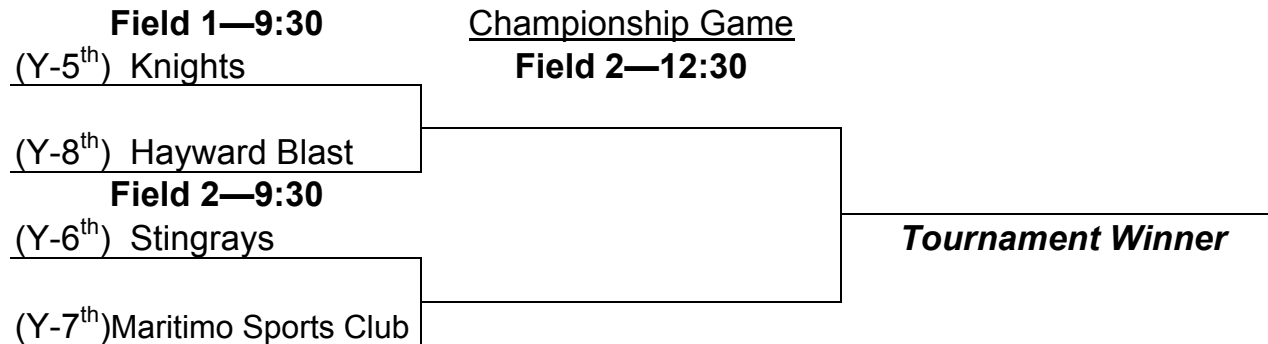 Field 1—9:30
Championship Game
(Y-5th) Knights
Field 2—12:30
(Y-8th) Hayward Blast
Field 2—9:30
(Y-6th) Stingrays
Tournament Winner
(Y-7th)Maritimo Sports Club